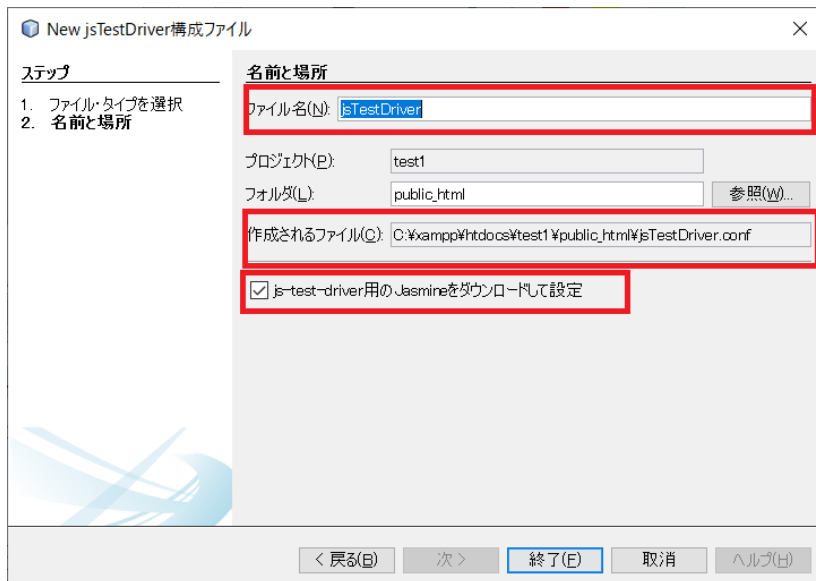 New jsTestDriver構成ファイル
ステップ
1. ファイル・タイプを選択
2. 名前と場所
名前と場所
ファイル名(N): jsTestDriver
プロジェクト(P): test1
フォルダ(L): public_html 参照(W)...
作成されるファイル(C): C:¥xampp¥htdocs¥test1¥public_html¥jsTestDriver.conf
js-test-driver用のJasmineをダウンロードして設定
< 戻る(B) 次 > 終了(F) 取消 ヘルプ(H)